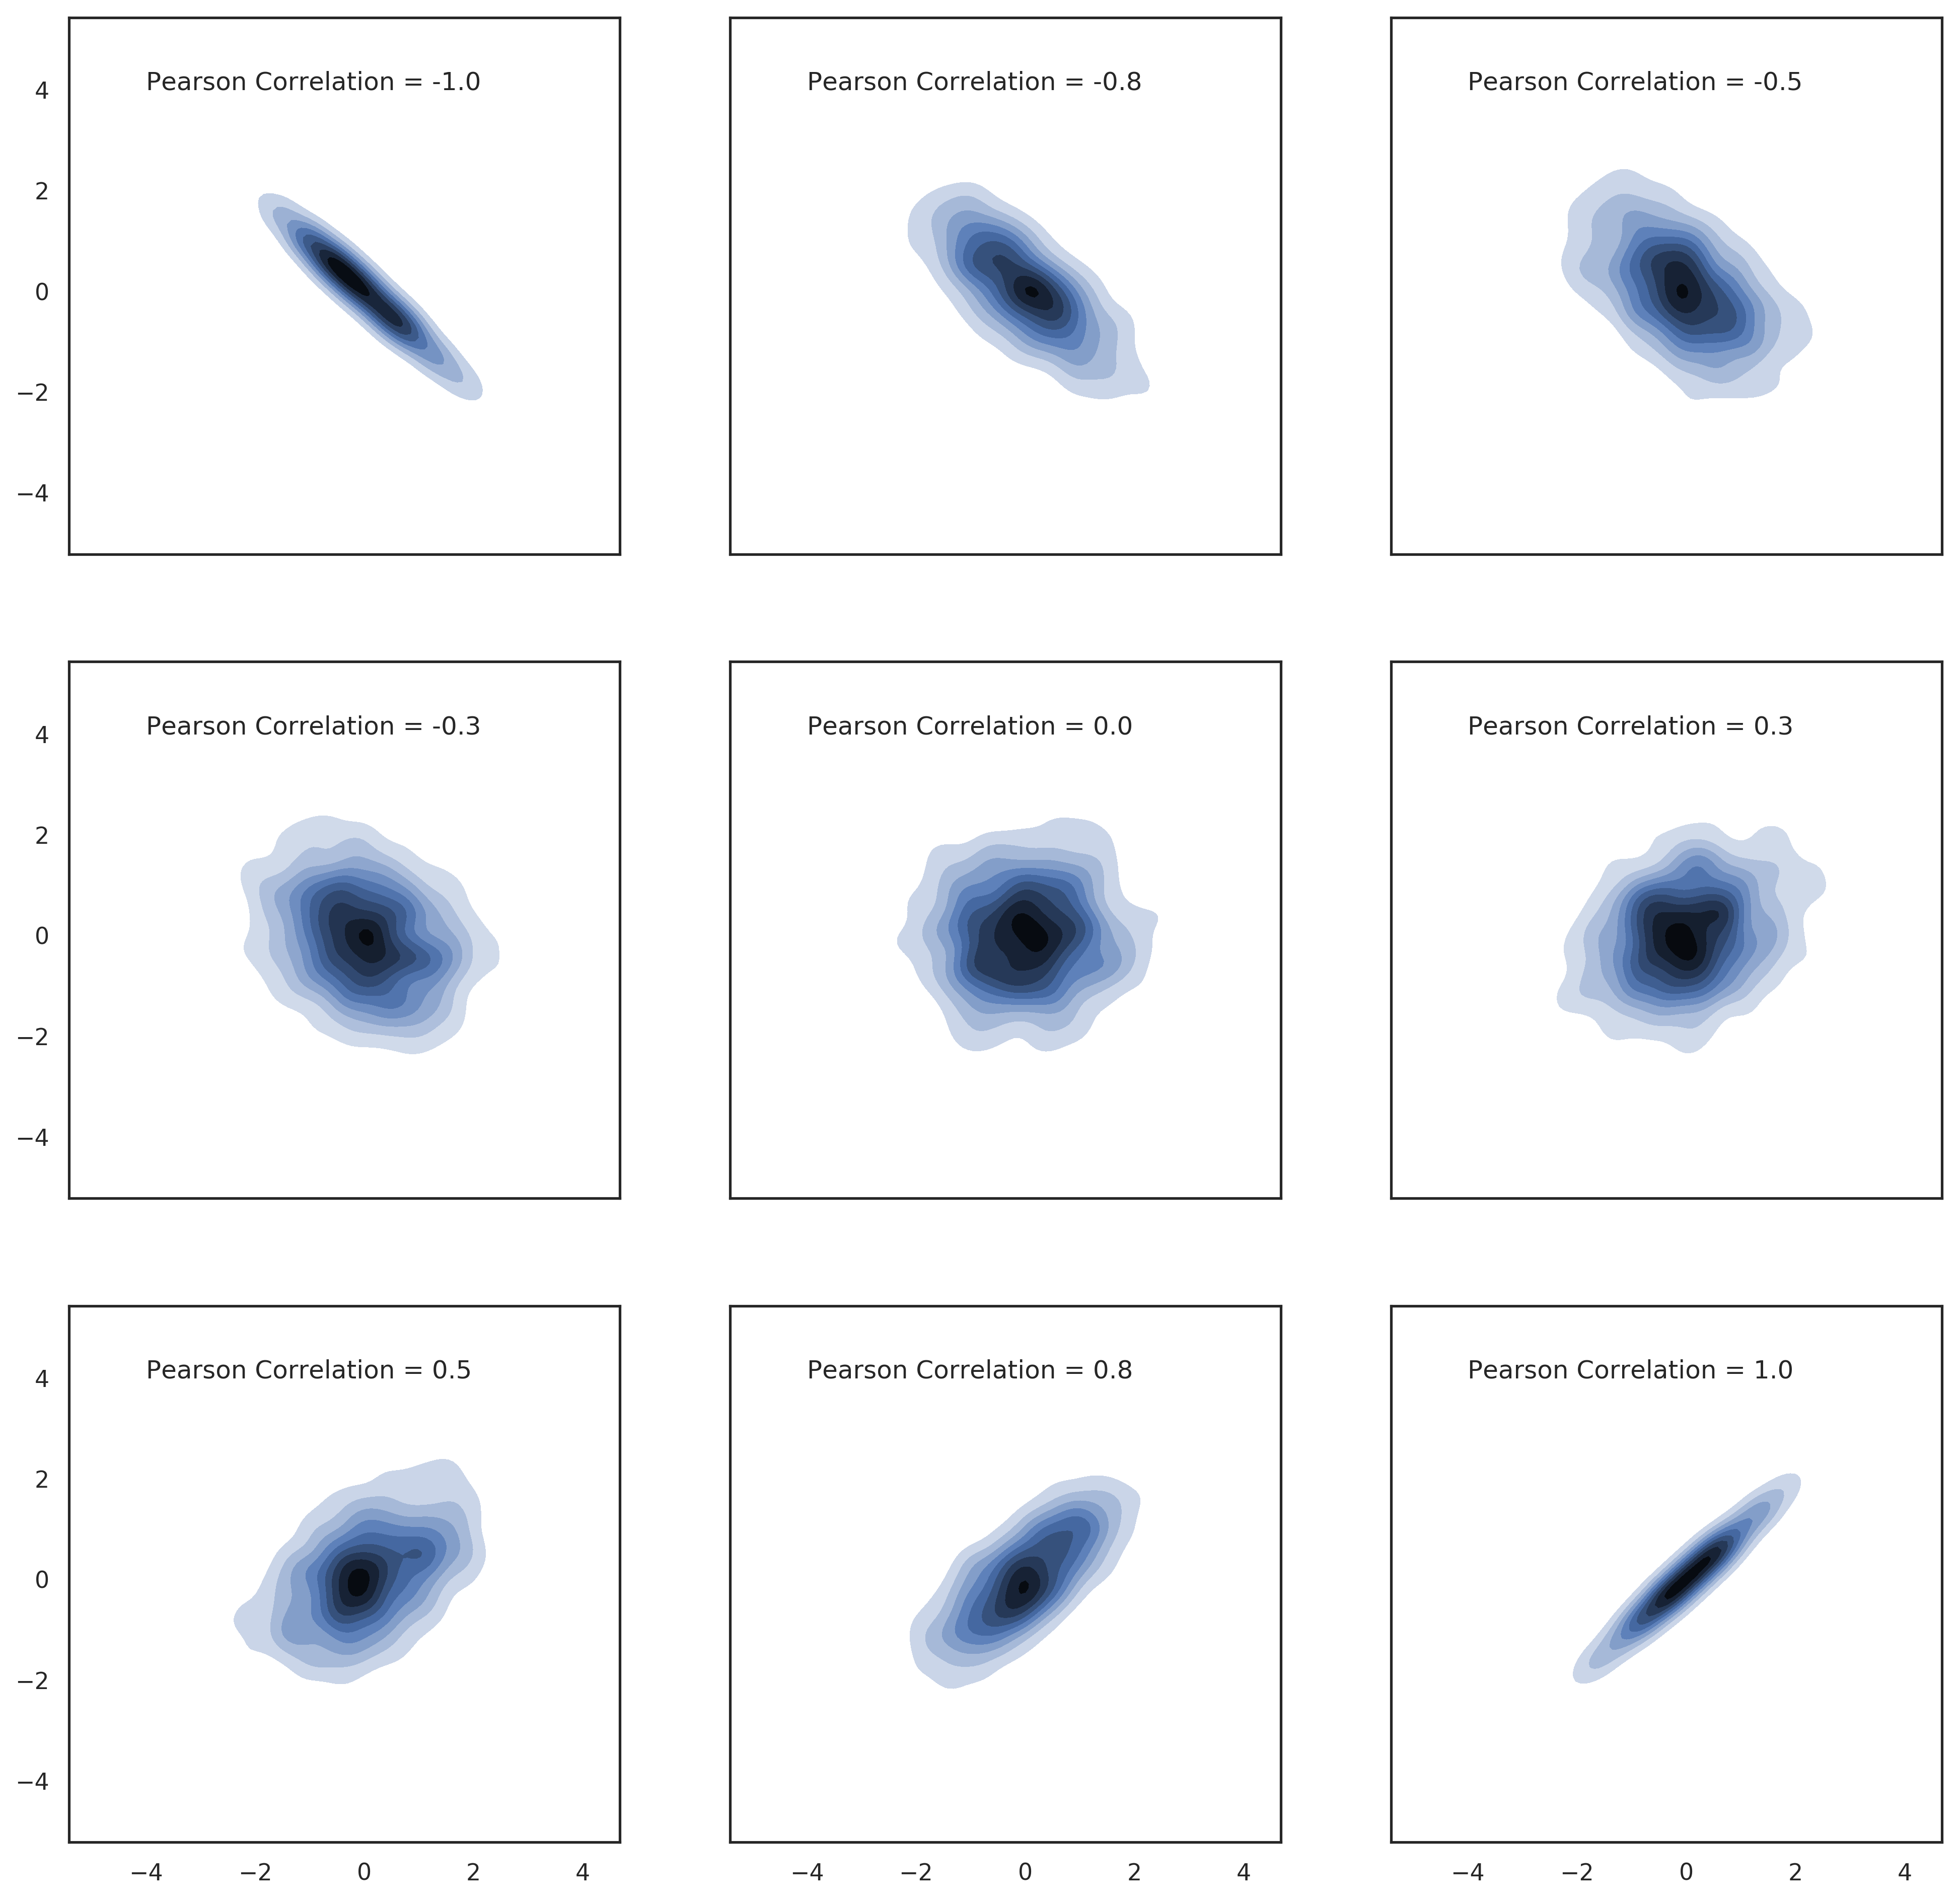 Pearson Correlation = -1.0
Pearson Correlation = -0.8
Pearson Correlation = -0.5
4
2
0
−2
−4
Pearson Correlation = -0.3
Pearson Correlation = 0.0
Pearson Correlation = 0.3
4
2
0
−2
−4
Pearson Correlation = 0.5
Pearson Correlation = 0.8
Pearson Correlation = 1.0
4
2
0
−2
−4
−4 −2 0 2 4
−4 −2 0 2 4
−4 −2 0 2 4